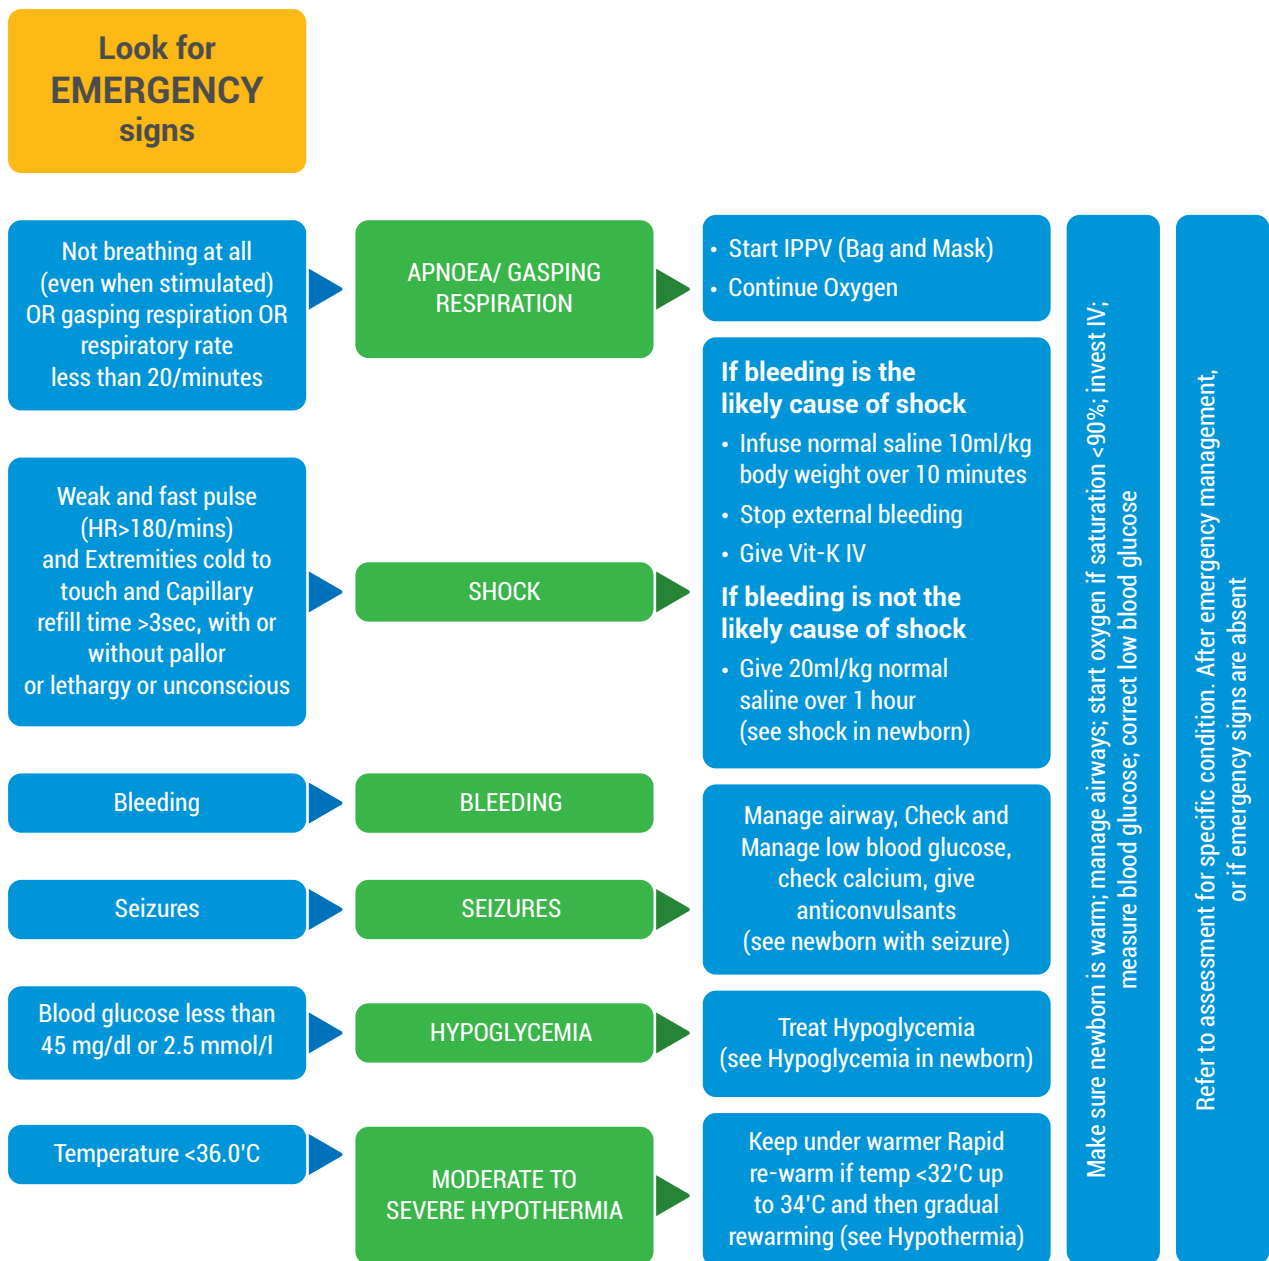 Look for
EMERGENCY
signs
Not breathing at all
(even when stimulated)
OR gasping respiration OR
respiratory rate
less than 20/minutes
APNOEA/ GASPING
RESPIRATION
• Start IPPV (Bag and Mask)
• Continue Oxygen
Weak and fast pulse
(HR>180/mins)
and Extremities cold to
touch and Capillary
refill time >3sec, with or
without pallor
or lethargy or unconscious
SHOCK
If bleeding is the
likely cause of shock
• Infuse normal saline 10ml/kg
body weight over 10 minutes
• Stop external bleeding
• Give Vit-K IV
If bleeding is not the
likely cause of shock
• Give 20ml/kg normal
saline over 1 hour
(see shock in newborn)
Bleeding
BLEEDING
Seizures
SEIZURES
Manage airway, Check and
Manage low blood glucose,
check calcium, give
anticonvulsants
(see newborn with seizure)
Blood glucose less than
45 mg/dl or 2.5 mmol/l
HYPOGLYCEMIA
Treat Hypoglycemia
(see Hypoglycemia in newborn)
Temperature <36.0'C
MODERATE TO
SEVERE HYPOTHERMIA
Keep under warmer Rapid
re-warm if temp <32'C up
to 34'C and then gradual
rewarming (see Hypothermia)
Make sure newborn is warm; manage airways; start oxygen if saturation <90%; invest IV;
measure blood glucose; correct low blood glucose
Refer to assessment for specific condition. After emergency management,
or if emergency signs are absent